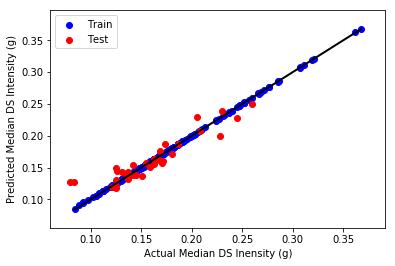 Train
Test
Predicted Median DS Intensity (g)
0.35
0.30
0.25
0.20
0.15
0.10
0.10 0.15 0.20 0.25 0.30 0.35
Actual Median DS Inensity (g)